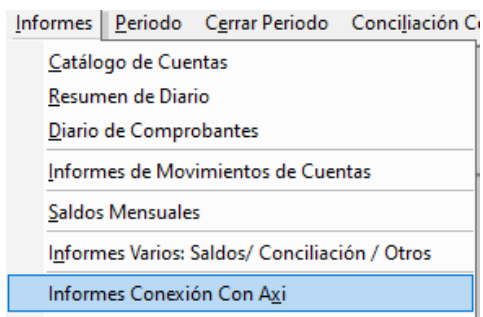 Informes Periodo Cerrar Periodo Conciliación C
Catálogo de Cuentas
Resumen de Diario
Diario de Comprobantes
Informes de Movimientos de Cuentas
Saldos Mensuales
Informes Varios: Saldos/ Conciliación / Otros
Informes Conexión Con Axi